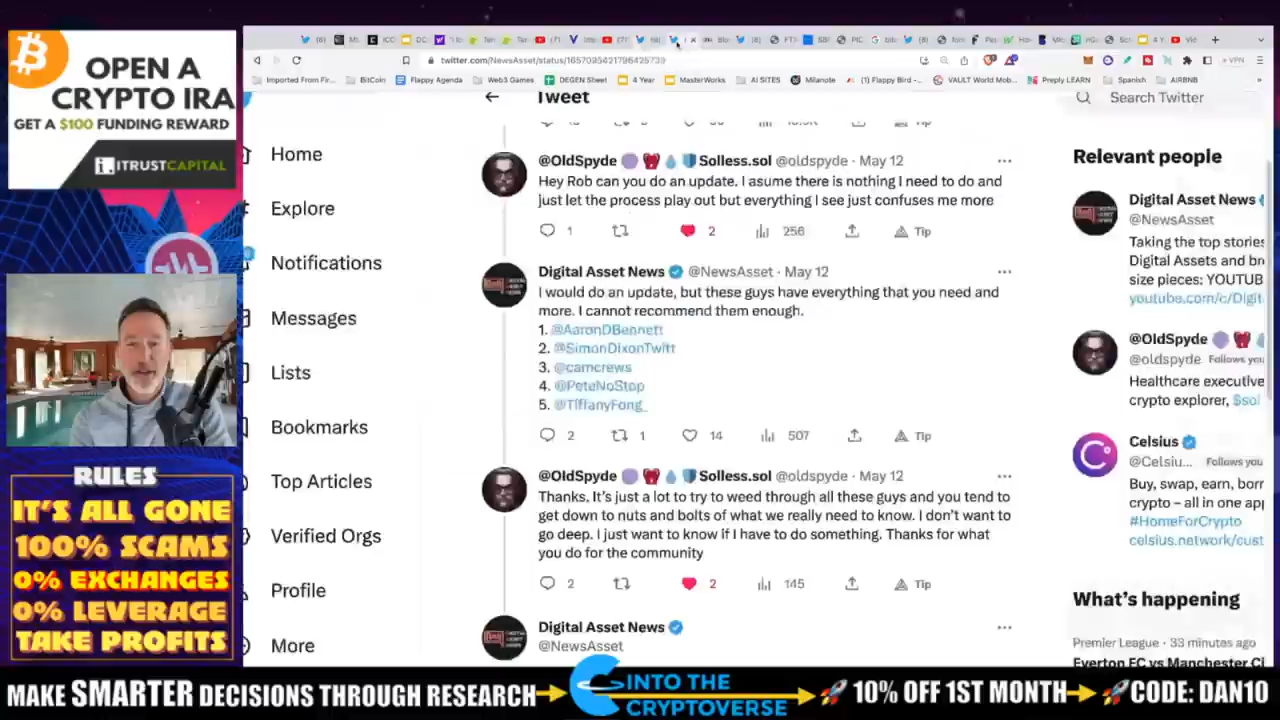 OPEN A
CRYPTO IRA
GET A $100 FUNDING REWARD
ITRUSTCAPITAL
twitter.com/NewsAsset/status/1657095421796425739
VPN
Imported From Fir...
BitCoin
Flappy Agenda
Web3 Games
DEGEN Sheet
4 Year
MasterWorks
AI SITES
Milanote
(1) Flappy Bird -...
VAULT World Mob...
Preply LEARN
Spanish
AIRBNB
Home
Explore
Notifications
Messages
Lists
Bookmarks
Top Articles
Verified Orgs
Profile
More
Tweet
Tip
@OldSpyde Solless.sol @oldspyde · May 12
Hey Rob can you do an update. I asume there is nothing I need to do and
just let the process play out but everything I see just confuses me more
1 2 256 Tip
Digital Asset News @NewsAsset · May 12
I would do an update, but these guys have everything that you need and
more. I cannot recommend them enough.
1. @AaronDBennett
2. @SimonDixonTwitt
3. @camcrews
4. @PeteNoStop
5. @TiffanyFong_
2 1 14 507 Tip
@OldSpyde Solless.sol @oldspyde · May 12
Thanks. It's just a lot to try to weed through all these guys and you tend to
get down to nuts and bolts of what we really need to know. I don't want to
go deep. I just want to know if I have to do something. Thanks for what
you do for the community
2 2 145 Tip
Digital Asset News
@NewsAsset
Search Twitter
Relevant people
Digital Asset News
@NewsAsset
Taking the top stories
Digital Assets and bre
size pieces: YOUTUB
youtube.com/c/Digit
@OldSpyde
@oldspyde Follows you
Healthcare executive
crypto explorer, $sol
Celsius
@Celsiu... Follows you
Buy, swap, earn, borr
crypto – all in one app
#HomeForCrypto
celsius.network/cust
What's happening
Premier League · 33 minutes ago
Everton FC vs Manchester Ci
RULES
IT'S ALL GONE
100% SCAMS
0% EXCHANGES
0% LEVERAGE
TAKE PROFITS
MAKE SMARTER DECISIONS THROUGH RESEARCH
INTO THE
CRYPTOVERSE
10% OFF 1ST MONTH
CODE: DAN10